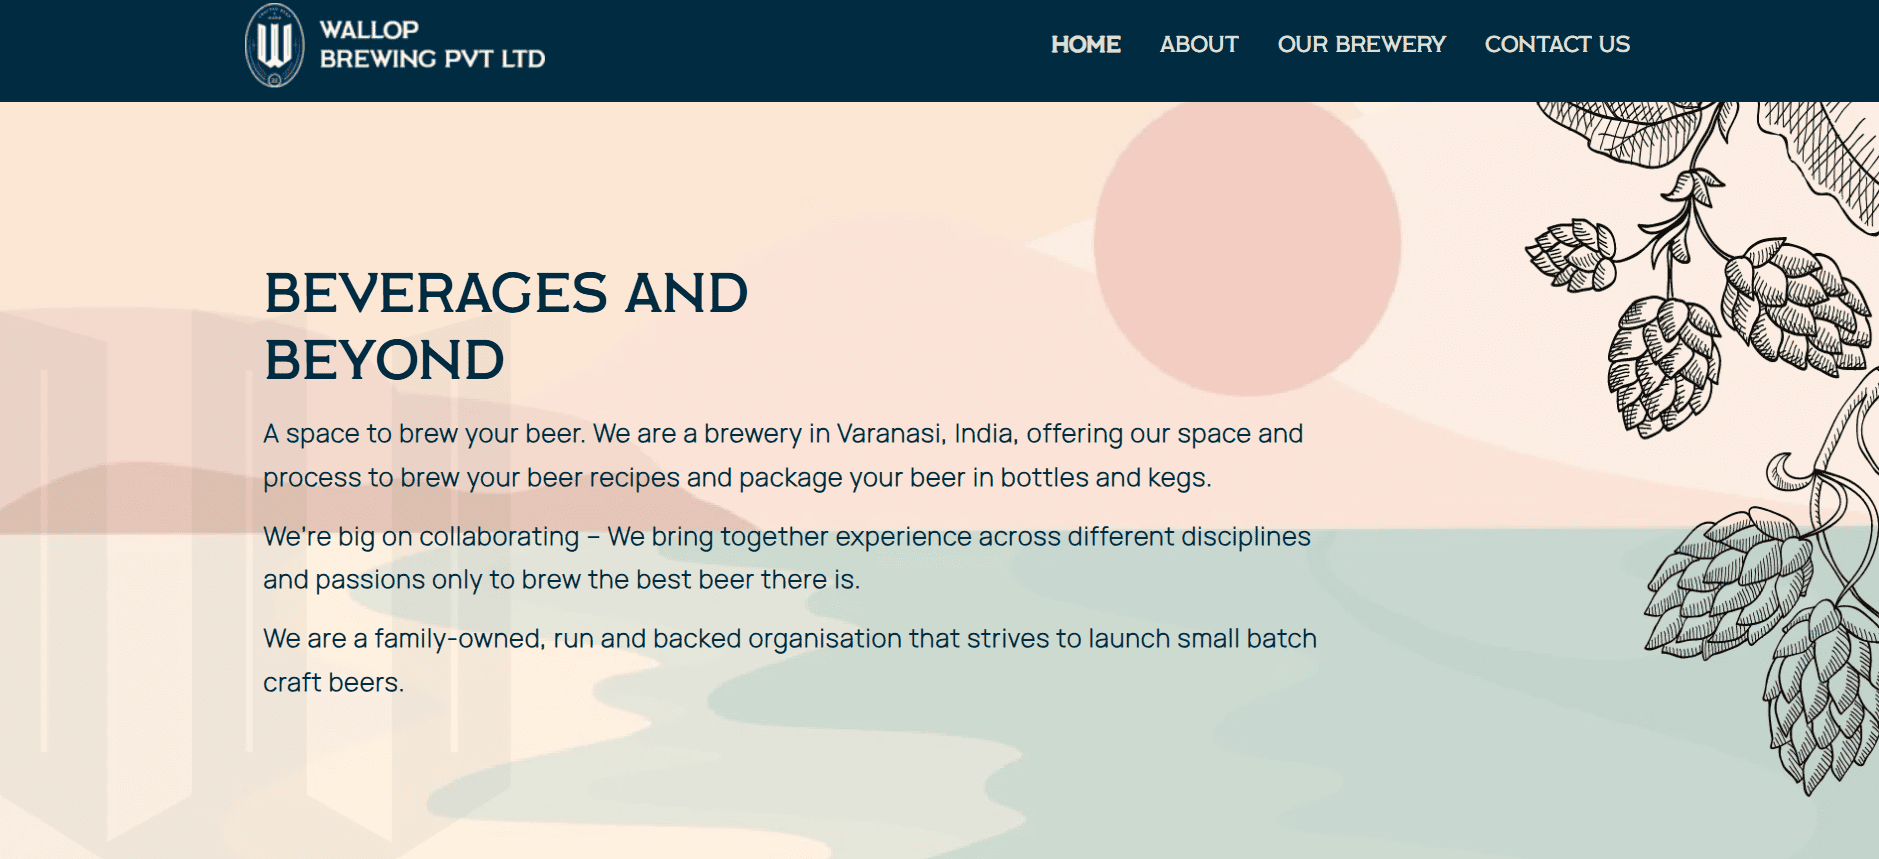 WALLOP
BREWING PVT LTD
HOME ABOUT OUR BREWERY CONTACT US
BEVERAGES AND
BEYOND
A space to brew your beer. We are a brewery in Varanasi, India, offering our space and
process to brew your beer recipes and package your beer in bottles and kegs.
We're big on collaborating – We bring together experience across different disciplines
and passions only to brew the best beer there is.
We are a family-owned, run and backed organisation that strives to launch small batch
craft beers.